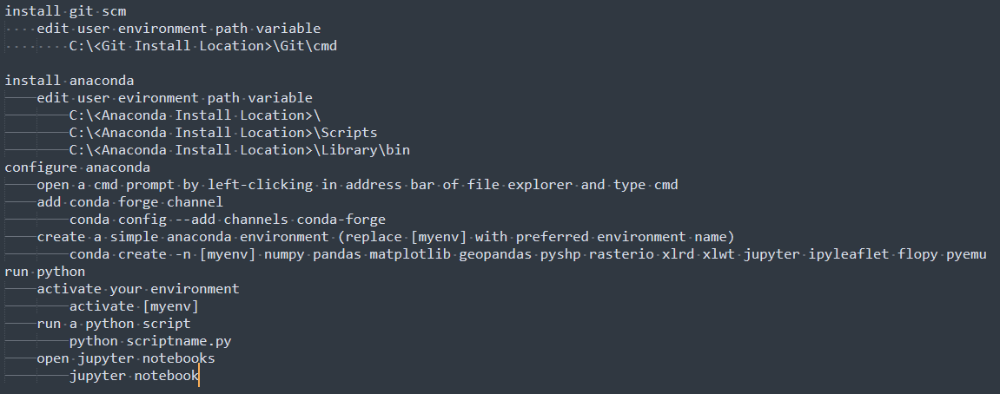 install git scm
    edit user environment path variable
        C:\<Git Install Location>\Git\cmd

install anaconda
    edit user evironment path variable
        C:\<Anaconda Install Location>\
        C:\<Anaconda Install Location>\Scripts
        C:\<Anaconda Install Location>\Library\bin
configure anaconda
    open a cmd prompt by left-clicking in address bar of file explorer and type cmd
    add conda forge channel
        conda config --add channels conda-forge
    create a simple anaconda environment (replace [myenv] with preferred environment name)
        conda create -n [myenv] numpy pandas matplotlib geopandas pyshp rasterio xlrd xlwt jupyter ipyleaflet flopy pyemu
run python
    activate your environment
        activate [myenv]
    run a python script
        python scriptname.py
    open jupyter notebooks
        jupyter notebook